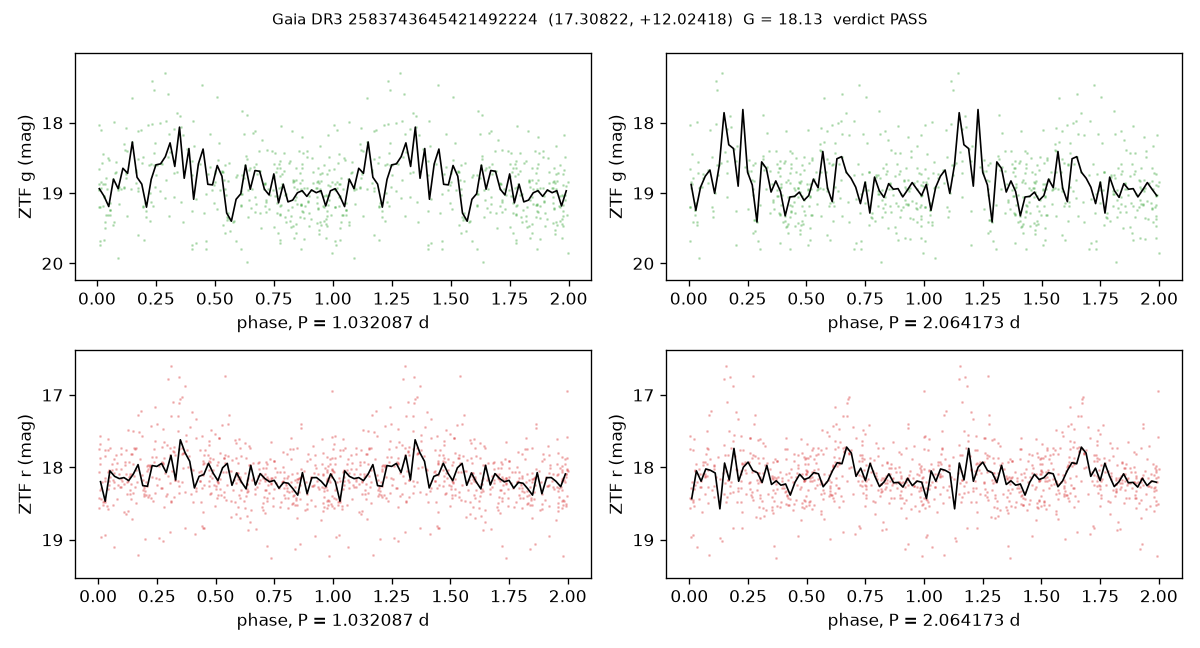 Gaia DR3 2583743645421492224 (17.30822, +12.02418) G = 18.13 verdict PASS
ZTF g (mag)
18
19
20
0.00 0.25 0.50 0.75 1.00 1.25 1.50 1.75 2.00
phase, P = 1.032087 d
ZTF g (mag)
18
19
20
0.00 0.25 0.50 0.75 1.00 1.25 1.50 1.75 2.00
phase, P = 2.064173 d
ZTF r (mag)
17
18
19
0.00 0.25 0.50 0.75 1.00 1.25 1.50 1.75 2.00
phase, P = 1.032087 d
ZTF r (mag)
17
18
19
0.00 0.25 0.50 0.75 1.00 1.25 1.50 1.75 2.00
phase, P = 2.064173 d